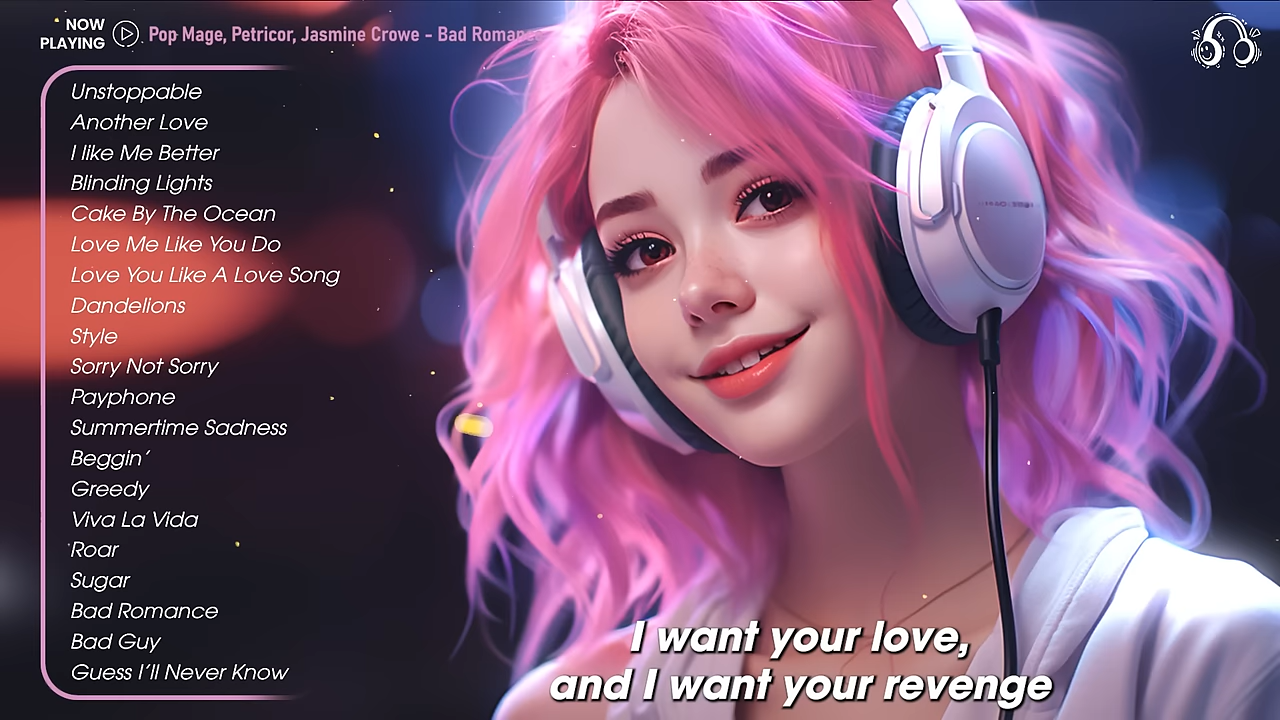 NOW
PLAYING
Pop Mage, Petricor, Jasmine Crowe - Bad Romance
Unstoppable
Another Love
I like Me Better
Blinding Lights
Cake By The Ocean
Love Me Like You Do
Love You Like A Love Song
Dandelions
Style
Sorry Not Sorry
Payphone
Summertime Sadness
Beggin’
Greedy
Viva La Vida
Roar
Sugar
Bad Romance
Bad Guy
Guess I’ll Never Know
I want your love,
and I want your revenge